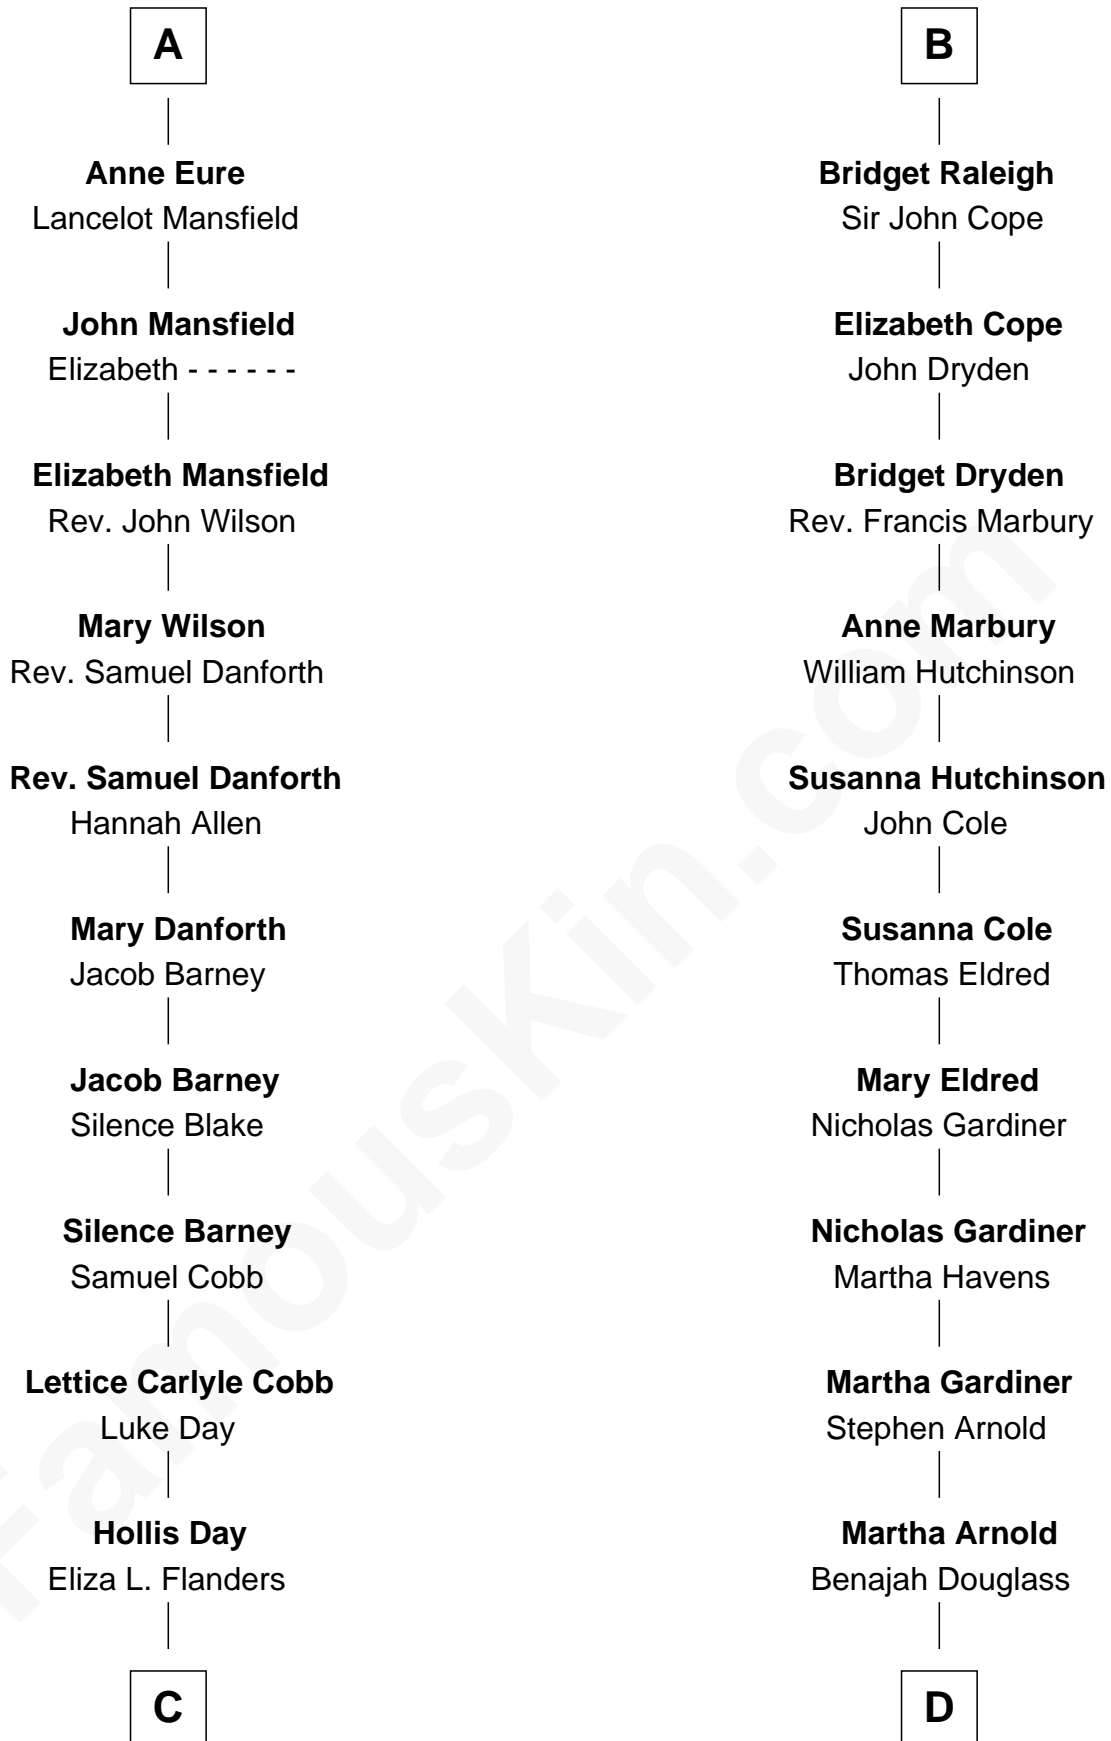 A
Anne Eure
Lancelot Mansfield
John Mansfield
Elizabeth - - - - - -
Elizabeth Mansfield
Rev. John Wilson
Mary Wilson
Rev. Samuel Danforth
Rev. Samuel Danforth
Hannah Allen
Mary Danforth
Jacob Barney
Jacob Barney
Silence Blake
Silence Barney
Samuel Cobb
Lettice Carlyle Cobb
Luke Day
Hollis Day
Eliza L. Flanders
C
B
Bridget Raleigh
Sir John Cope
Elizabeth Cope
John Dryden
Bridget Dryden
Rev. Francis Marbury
Anne Marbury
William Hutchinson
Susanna Hutchinson
John Cole
Susanna Cole
Thomas Eldred
Mary Eldred
Nicholas Gardiner
Nicholas Gardiner
Martha Havens
Martha Gardiner
Stephen Arnold
Martha Arnold
Benajah Douglass
D
FamousKin.com